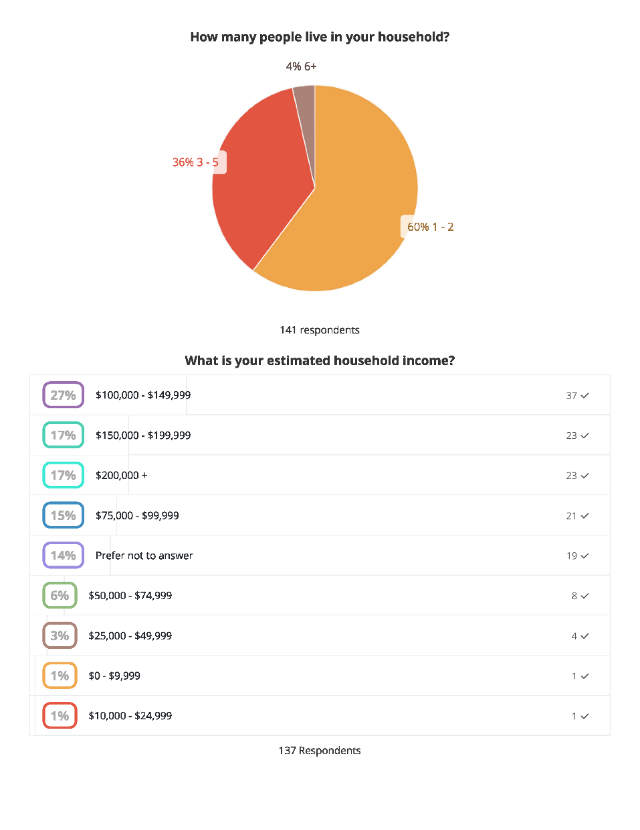 How many people live in your household?
4% 6+
36% 3 - 5
60% 1 - 2
141 respondents
What is your estimated household income?
27% $100,000 - $149,999 37 ✓
17% $150,000 - $199,999 23 ✓
17% $200,000 + 23 ✓
15% $75,000 - $99,999 21 ✓
14% Prefer not to answer 19 ✓
6% $50,000 - $74,999 8 ✓
3% $25,000 - $49,999 4 ✓
1% $0 - $9,999 1 ✓
1% $10,000 - $24,999 1 ✓
137 Respondents